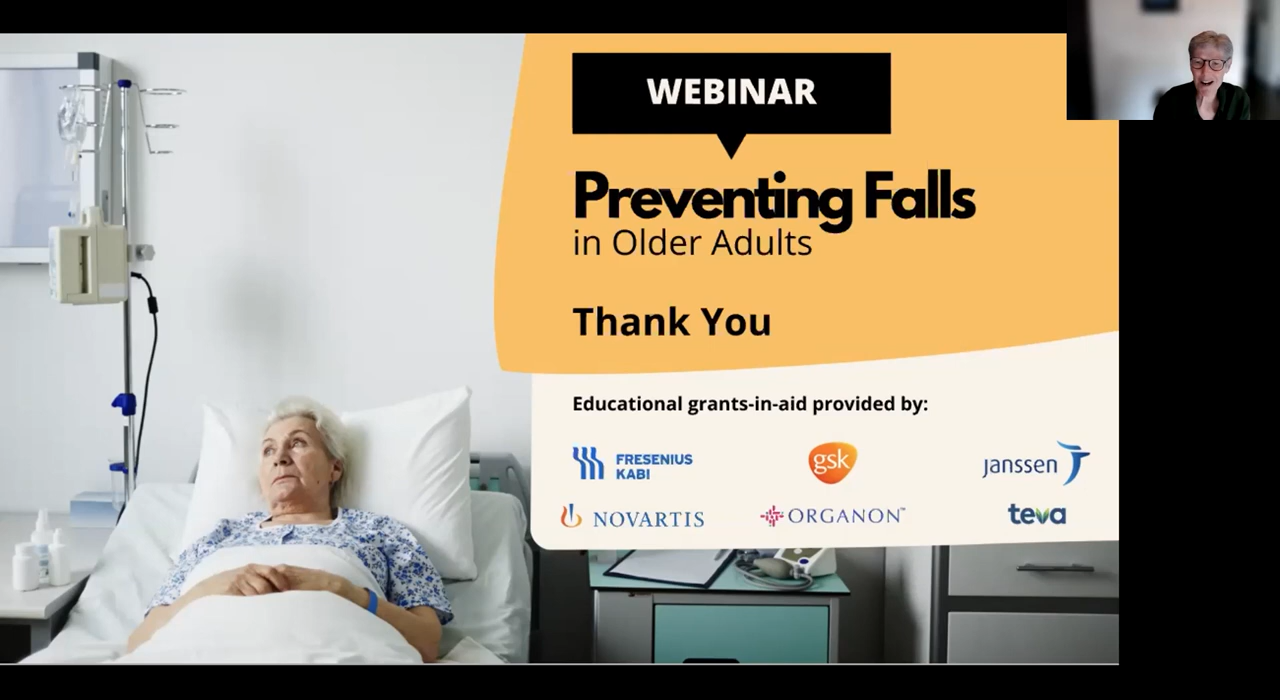 WEBINAR
Preventing Falls
in Older Adults
Thank You
Educational grants-in-aid provided by:
FRESENIUS
KABI
gsk
janssen
NOVARTIS
ORGANON™
teva